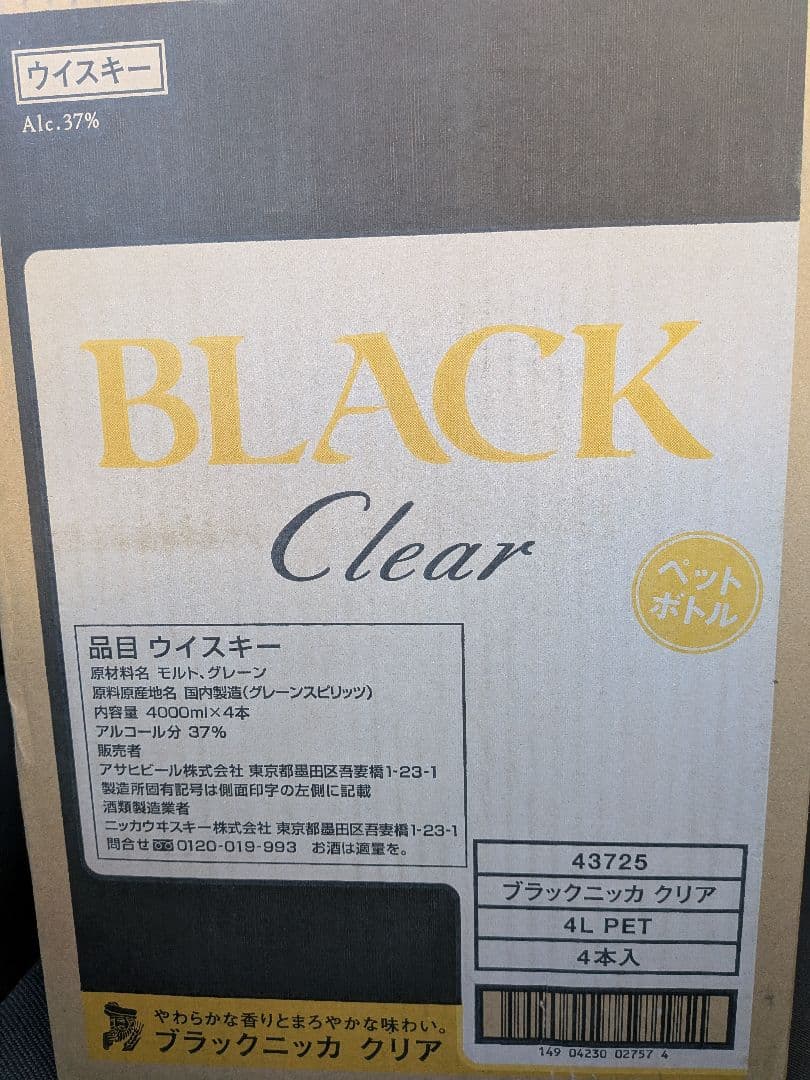 ウイスキー
Alc.37%
BLACK
Clear
ペット
ボトル
品目 ウイスキー
原材料名 モルト、グレーン
原料原産地名 国内製造(グレーンスピリッツ)
内容量 4000ml×4本
アルコール分 37%
販売者
アサヒビール株式会社 東京都墨田区吾妻橋1-23-1
製造所固有記号は側面印字の左側に記載
酒類製造業者
ニッカウヰスキー株式会社 東京都墨田区吾妻橋1-23-1
問合せ 0120-019-993 お酒は適量を。
43725
ブラックニッカ クリア
4L PET
4本入
やわらかな香りとまろやかな味わい。
ブラックニッカ クリア
149 04230 02757 4